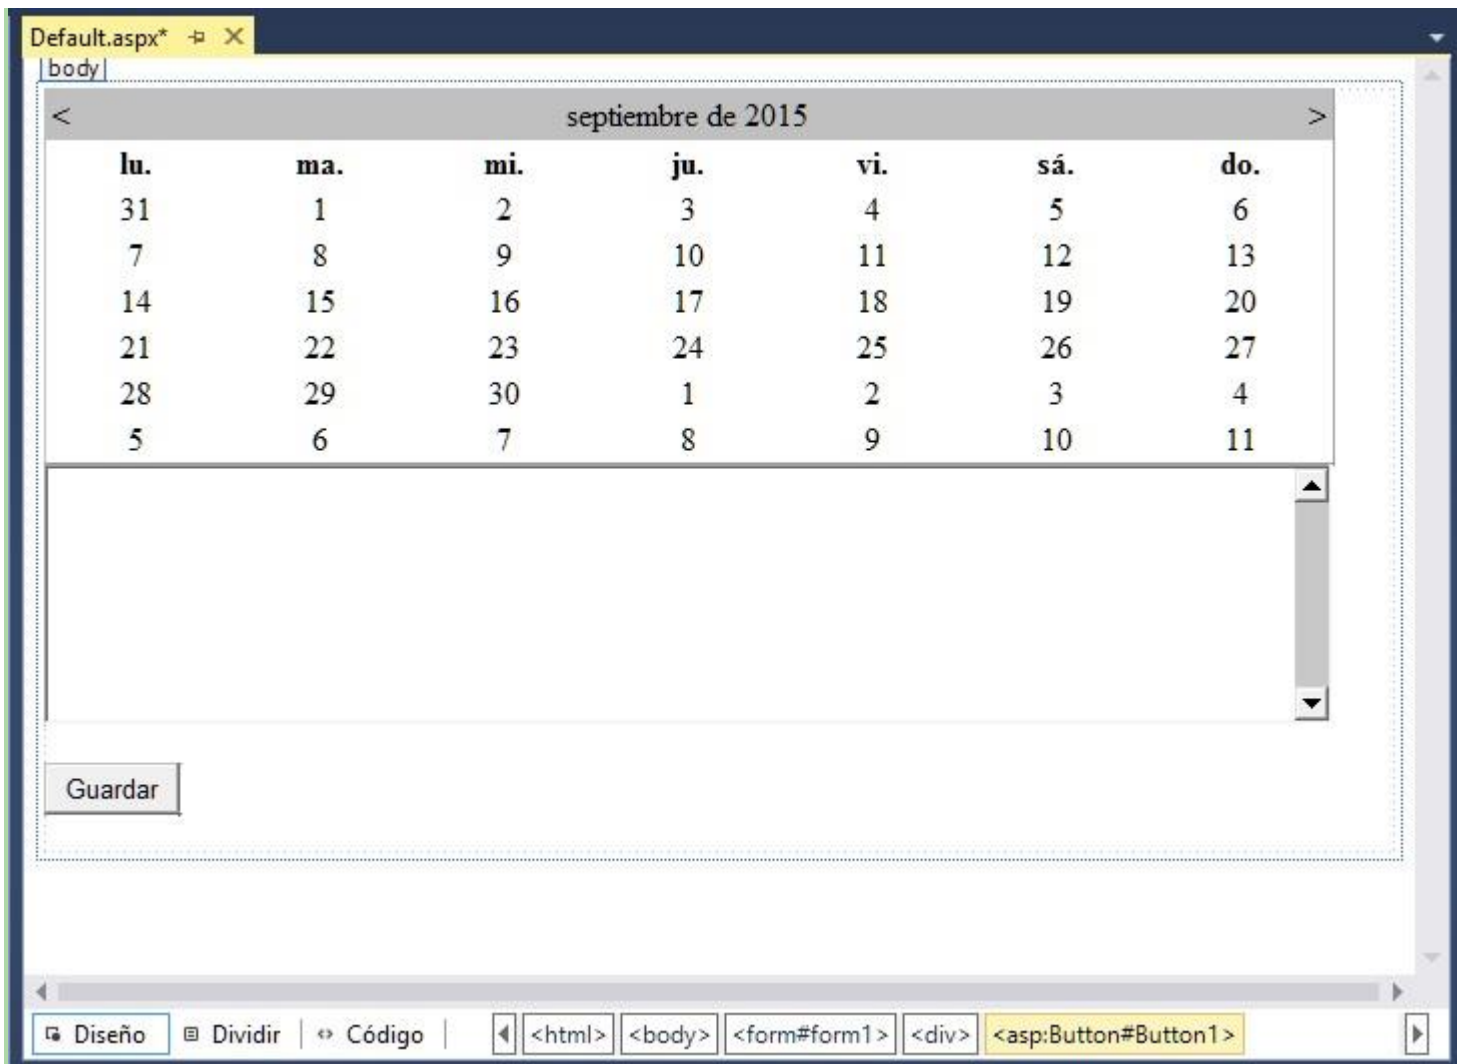 Default.aspx*
body
< septiembre de 2015 >
lu. ma. mi. ju. vi. sá. do.
31 1 2 3 4 5 6
7 8 9 10 11 12 13
14 15 16 17 18 19 20
21 22 23 24 25 26 27
28 29 30 1 2 3 4
5 6 7 8 9 10 11
Guardar
Diseño Dividir Código <html> <body> <form#form1> <div> <asp:Button#Button1>